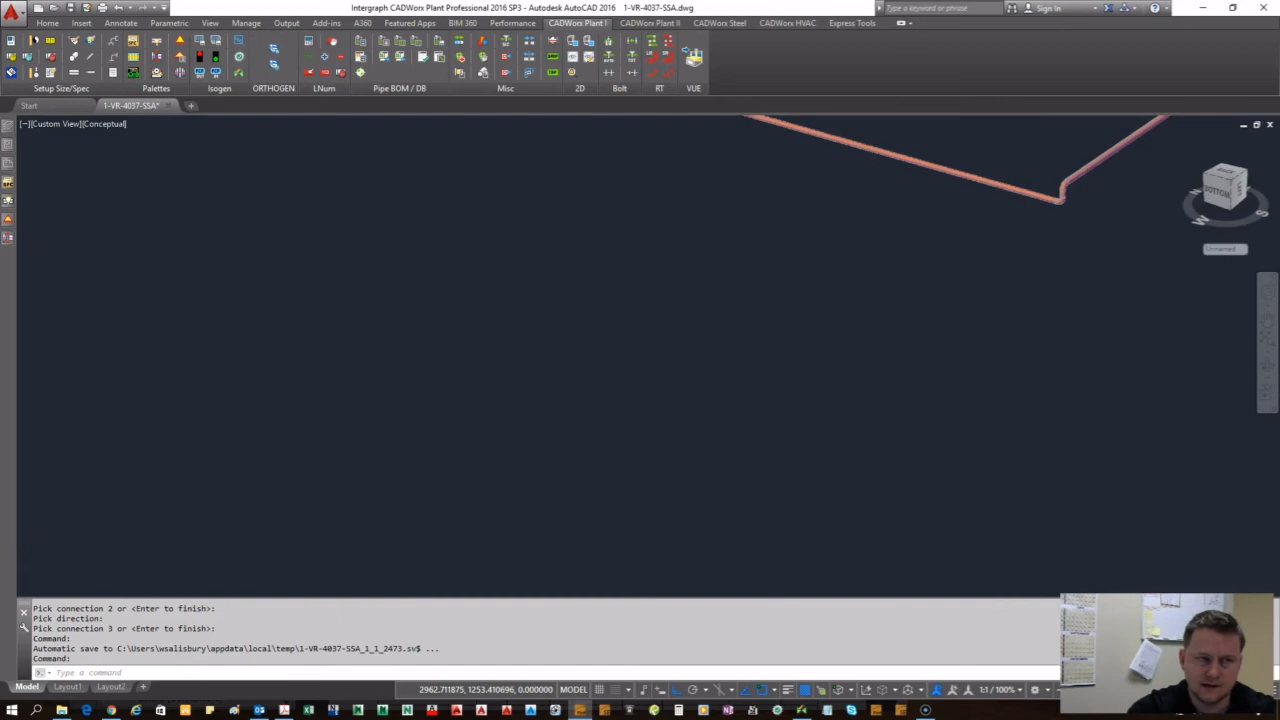 Intergraph CADWorx Plant Professional 2016 SP3 - Autodesk AutoCAD 2016 1-VR-4037-SSA.dwg
Type a keyword or phrase
Sign In
Home Insert Annotate Parametric View Manage Output Add-ins A360 Featured Apps BIM 360 Performance CADWorx Plant I CADWorx Plant II CADWorx Steel CADWorx HVAC Express Tools
Setup Size/Spec Palettes Isogen ORTHOGEN LNum Pipe BOM / DB Misc 2D Bolt RT VUE
Start 1-VR-4037-SSA*
[−][Custom View][Conceptual]
BACK
BOTTOM
W S
Unnamed
Pick connection 2 or <Enter to finish>:
Pick direction:
Pick connection 3 or <Enter to finish>:
Command:
Automatic save to C:\Users\wsalisbury\appdata\local\temp\1-VR-4037-SSA_1_1_2473.sv$ ...
Command:
Type a command
Model Layout1 Layout2
2962.711875, 1253.410696, 0.000000 MODEL 1:1 / 100%